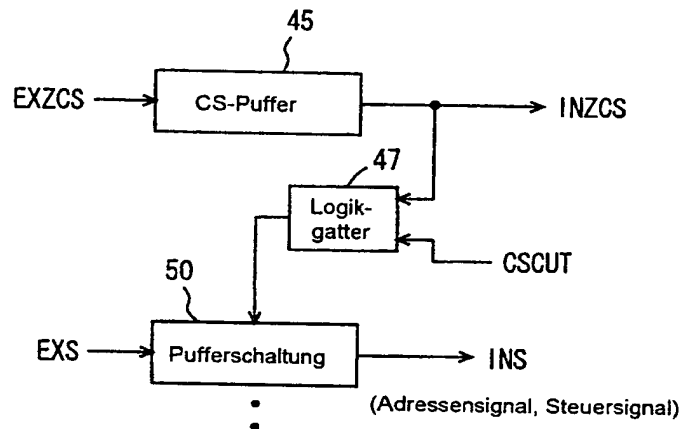 45
EXZCS
CS-Puffer
INZCS
47
Logik-
gatter
CSCUT
50
EXS
Pufferschaltung
INS
(Adressensignal, Steuersignal)